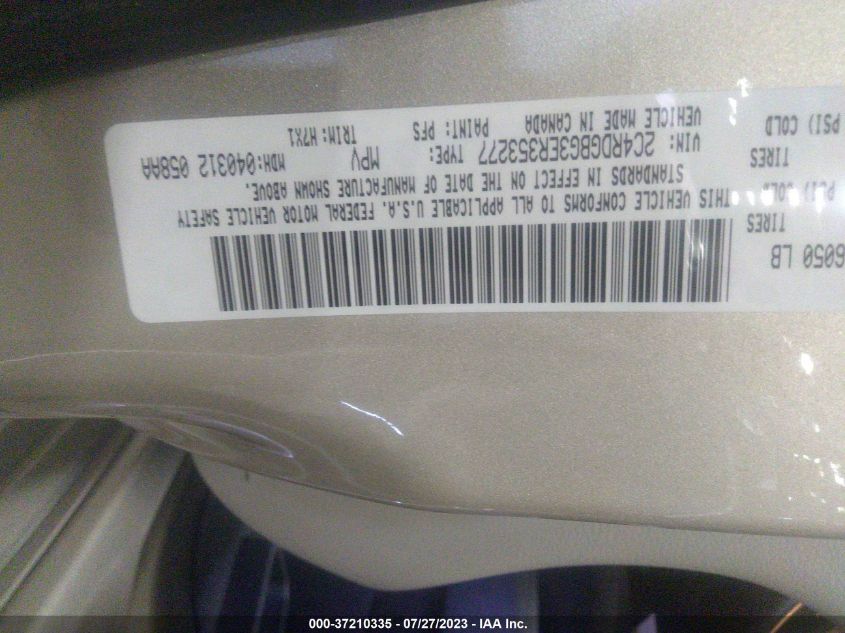 6050 LB
TIRES
PSI) COLD
TIRES
PSI) COLD
THIS VEHICLE CONFORMS TO ALL APPLICABLE U.S.A. FEDERAL MOTOR VEHICLE SAFETY
STANDARDS IN EFFECT ON THE DATE OF MANUFACTURE SHOWN ABOVE.
VIN: 2C4RDGBG3ER353277 TYPE: MPV MDH:040312 058AA
VEHICLE MADE IN CANADA PAINT: PFS TRIM: H7X1
000-37210335 - 07/27/2023 - IAA Inc.